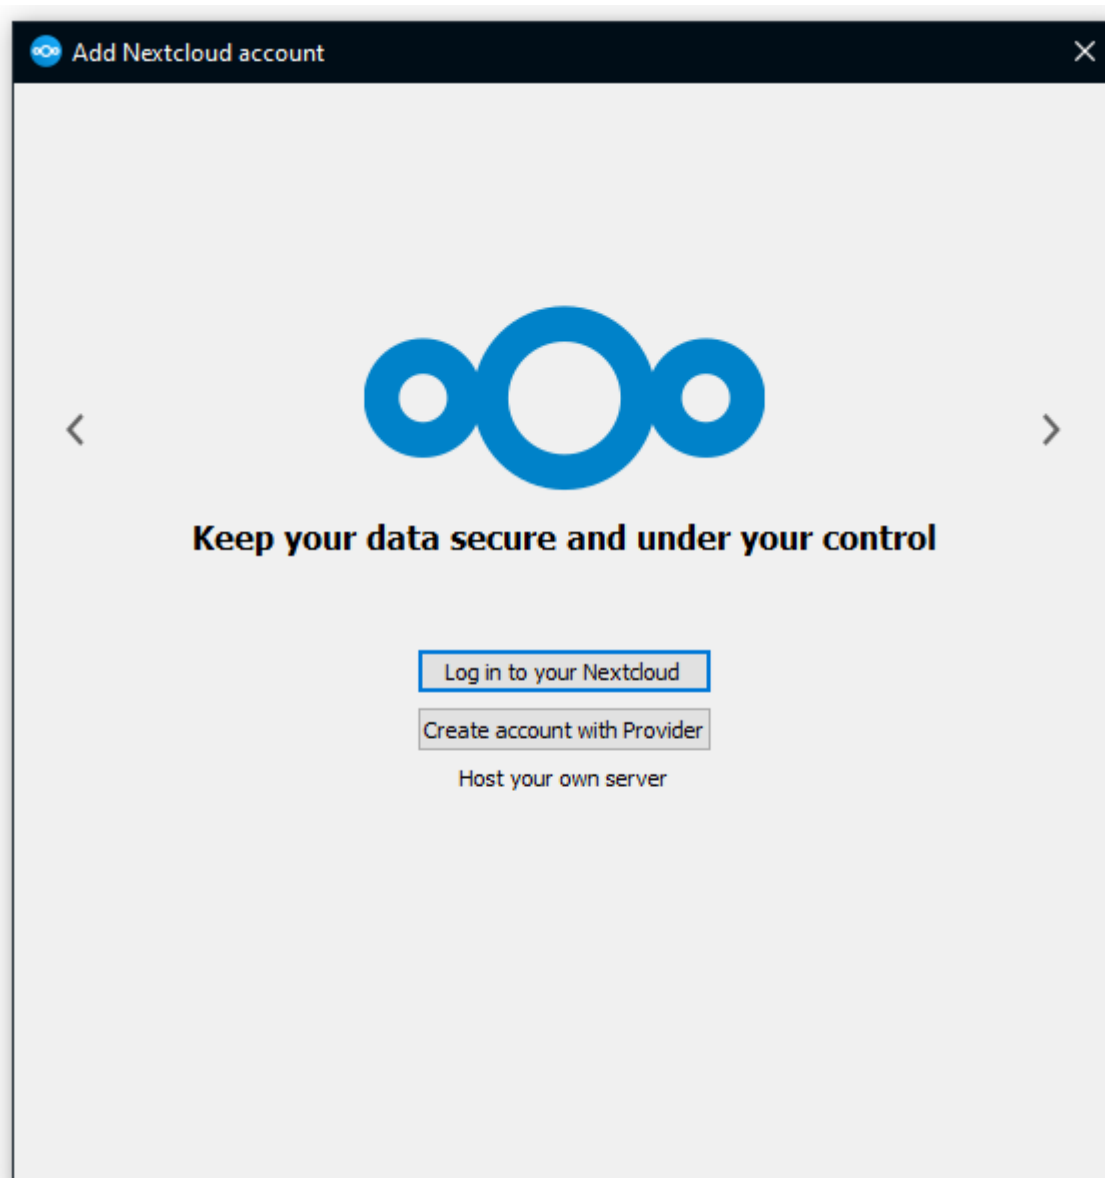 Add Nextcloud account
Keep your data secure and under your control
Log in to your Nextcloud
Create account with Provider
Host your own server